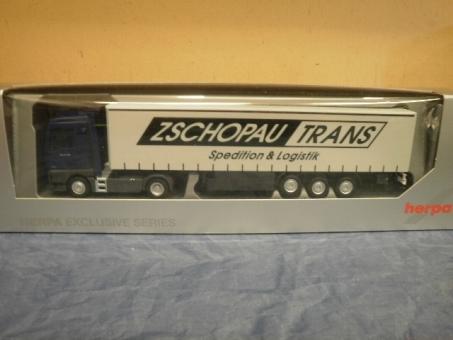 ZSCHOPAU TRANS
Spedition & Logistik
HERPA EXCLUSIVE SERIES
herpa